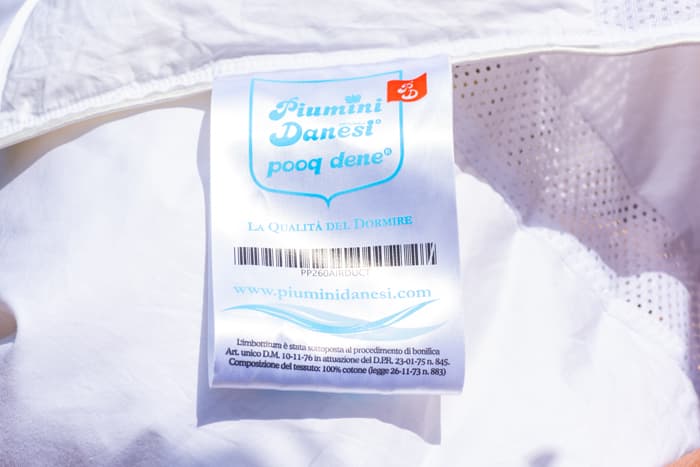 Piumini
PD
Danesi®
pooq dene®
LA QUALITÀ DEL DORMIRE
PP260AIRDUCT
www.piuminidanesi.com
L'imbottitura è stata sottoposta al procedimento di bonifica
Art. unico D.M. 10-11-76 in attuazione del D.P.R. 23-01-75 n. 845.
Composizione del tessuto: 100% cotone (legge 26-11-73 n. 883)